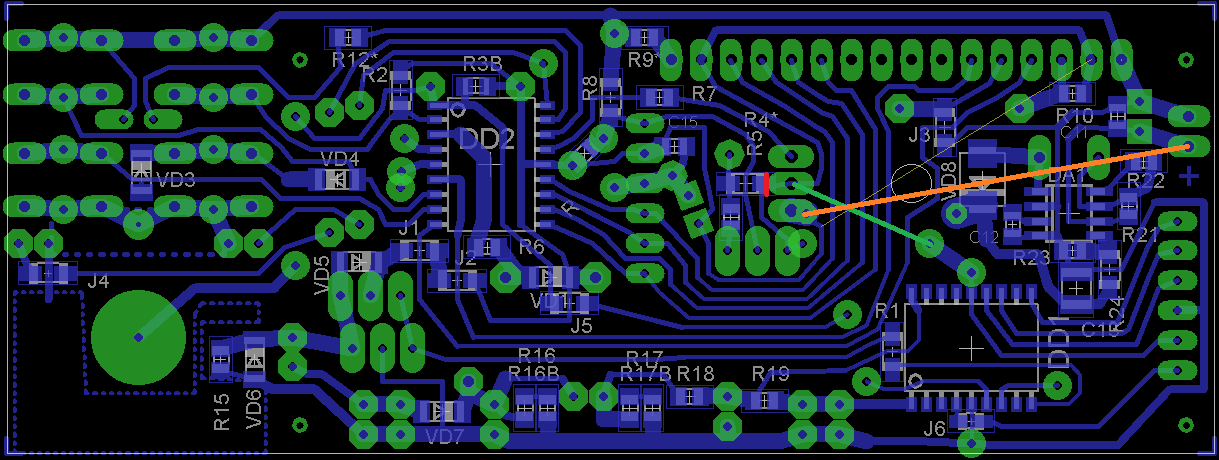 R12*
R9*
R3B
R2
R8
R7
R10
C15
R4*
C11
R5
J3
DD2
VD4
VD3
VD8
DA1
R22
R21
J1
R6
C12
R23
J2
VD5
J4
J5
R1
R24
C16
DD1
R16
R17
R16B
R17B
R18
R19
R15
VD6
VD7
J6